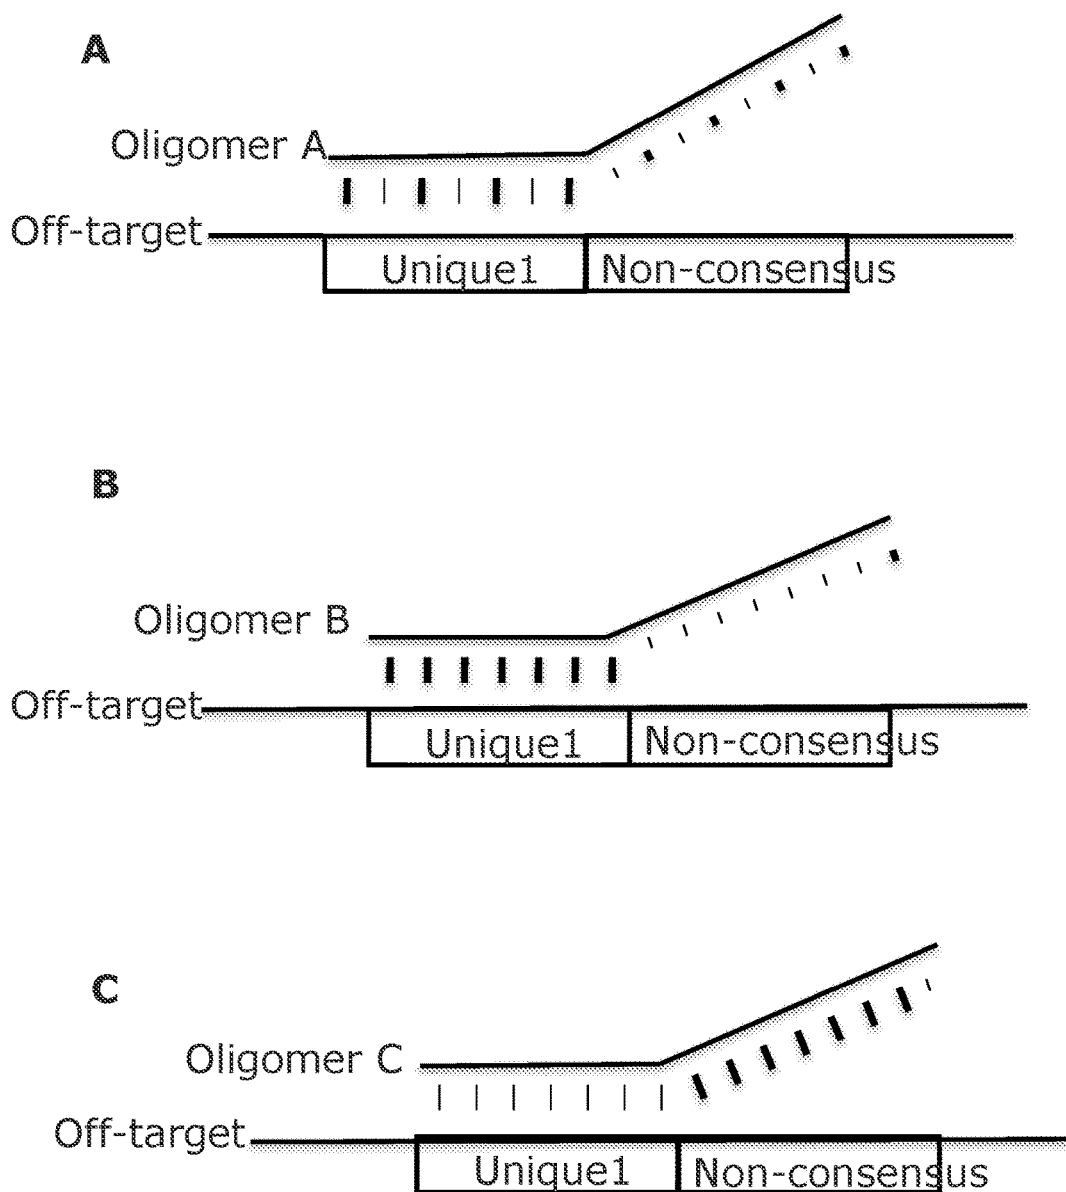 A
Oligomer A
Off-target
Unique1 Non-consensus
B
Oligomer B
Off-target
Unique1 Non-consensus
C
Oligomer C
Off-target
Unique1 Non-consensus